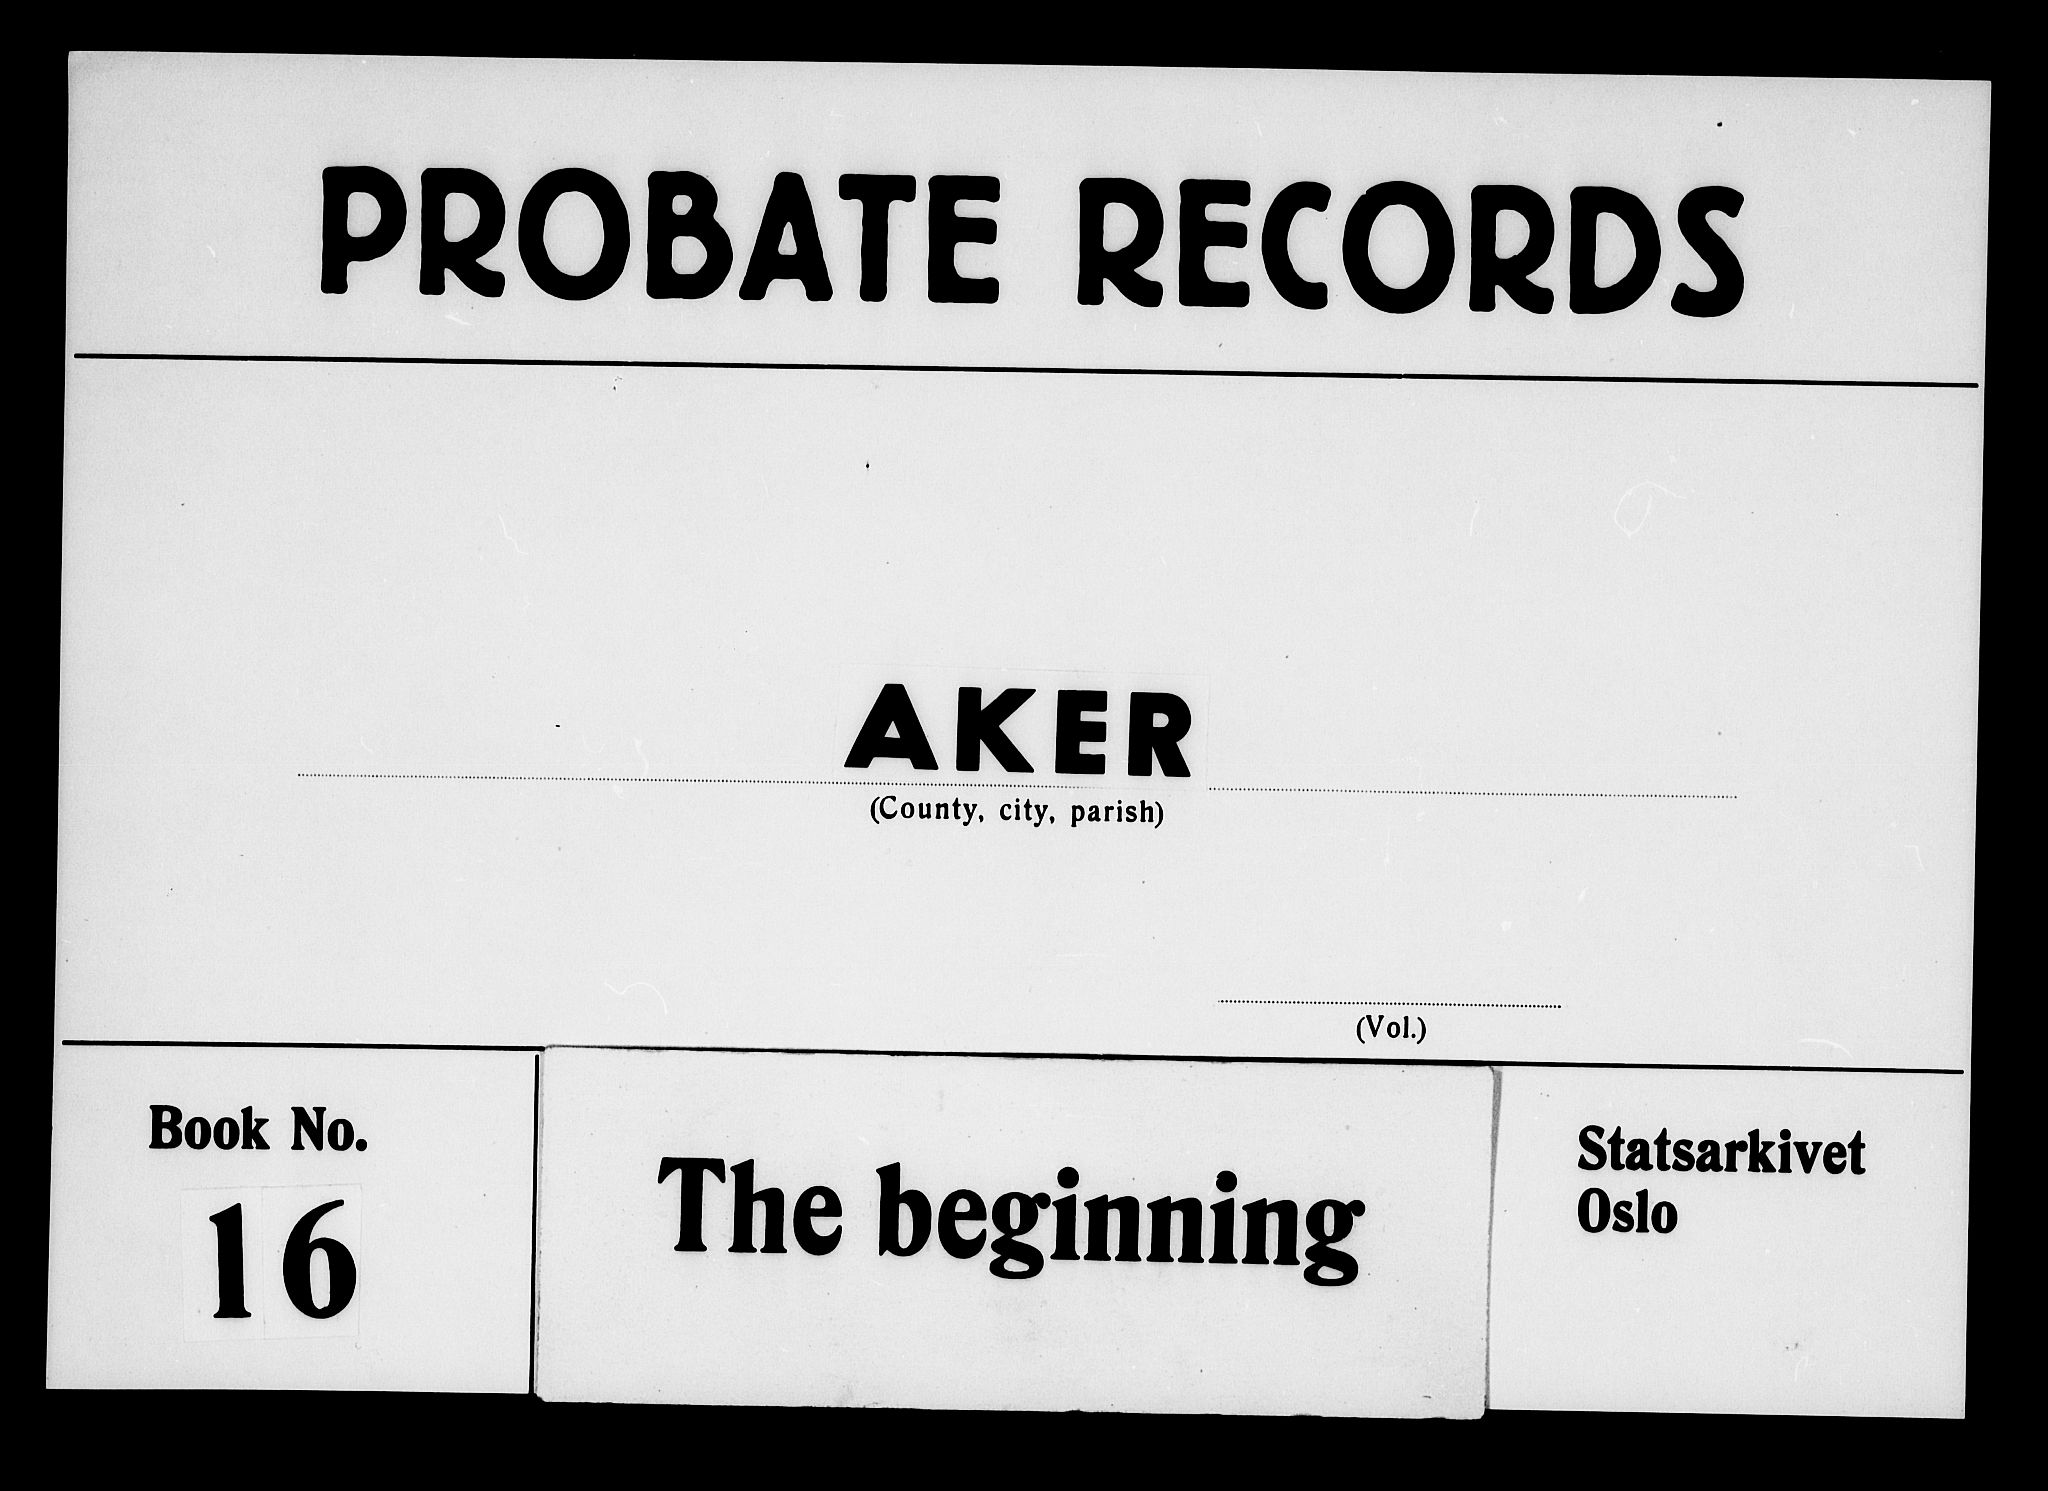 PROBATE RECORDS
AKER
(County, city, parish)
(Vol.)
Book No.
16
The beginning
Statsarkivet
Oslo